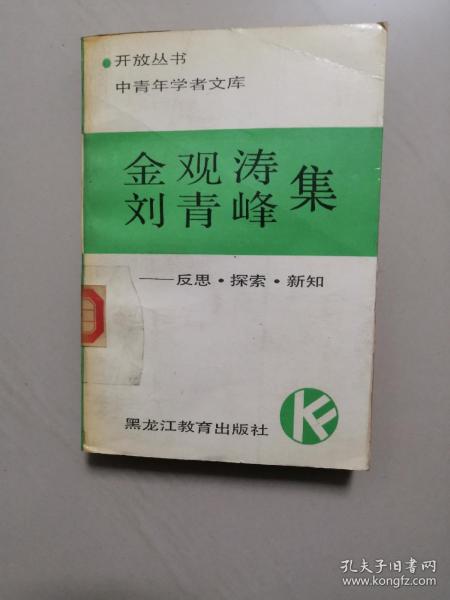 开放丛书
中青年学者文库
金观涛
刘青峰
集
——反思·探索·新知
黑龙江教育出版社
KF
孔夫子旧书网
www.kongfz.com